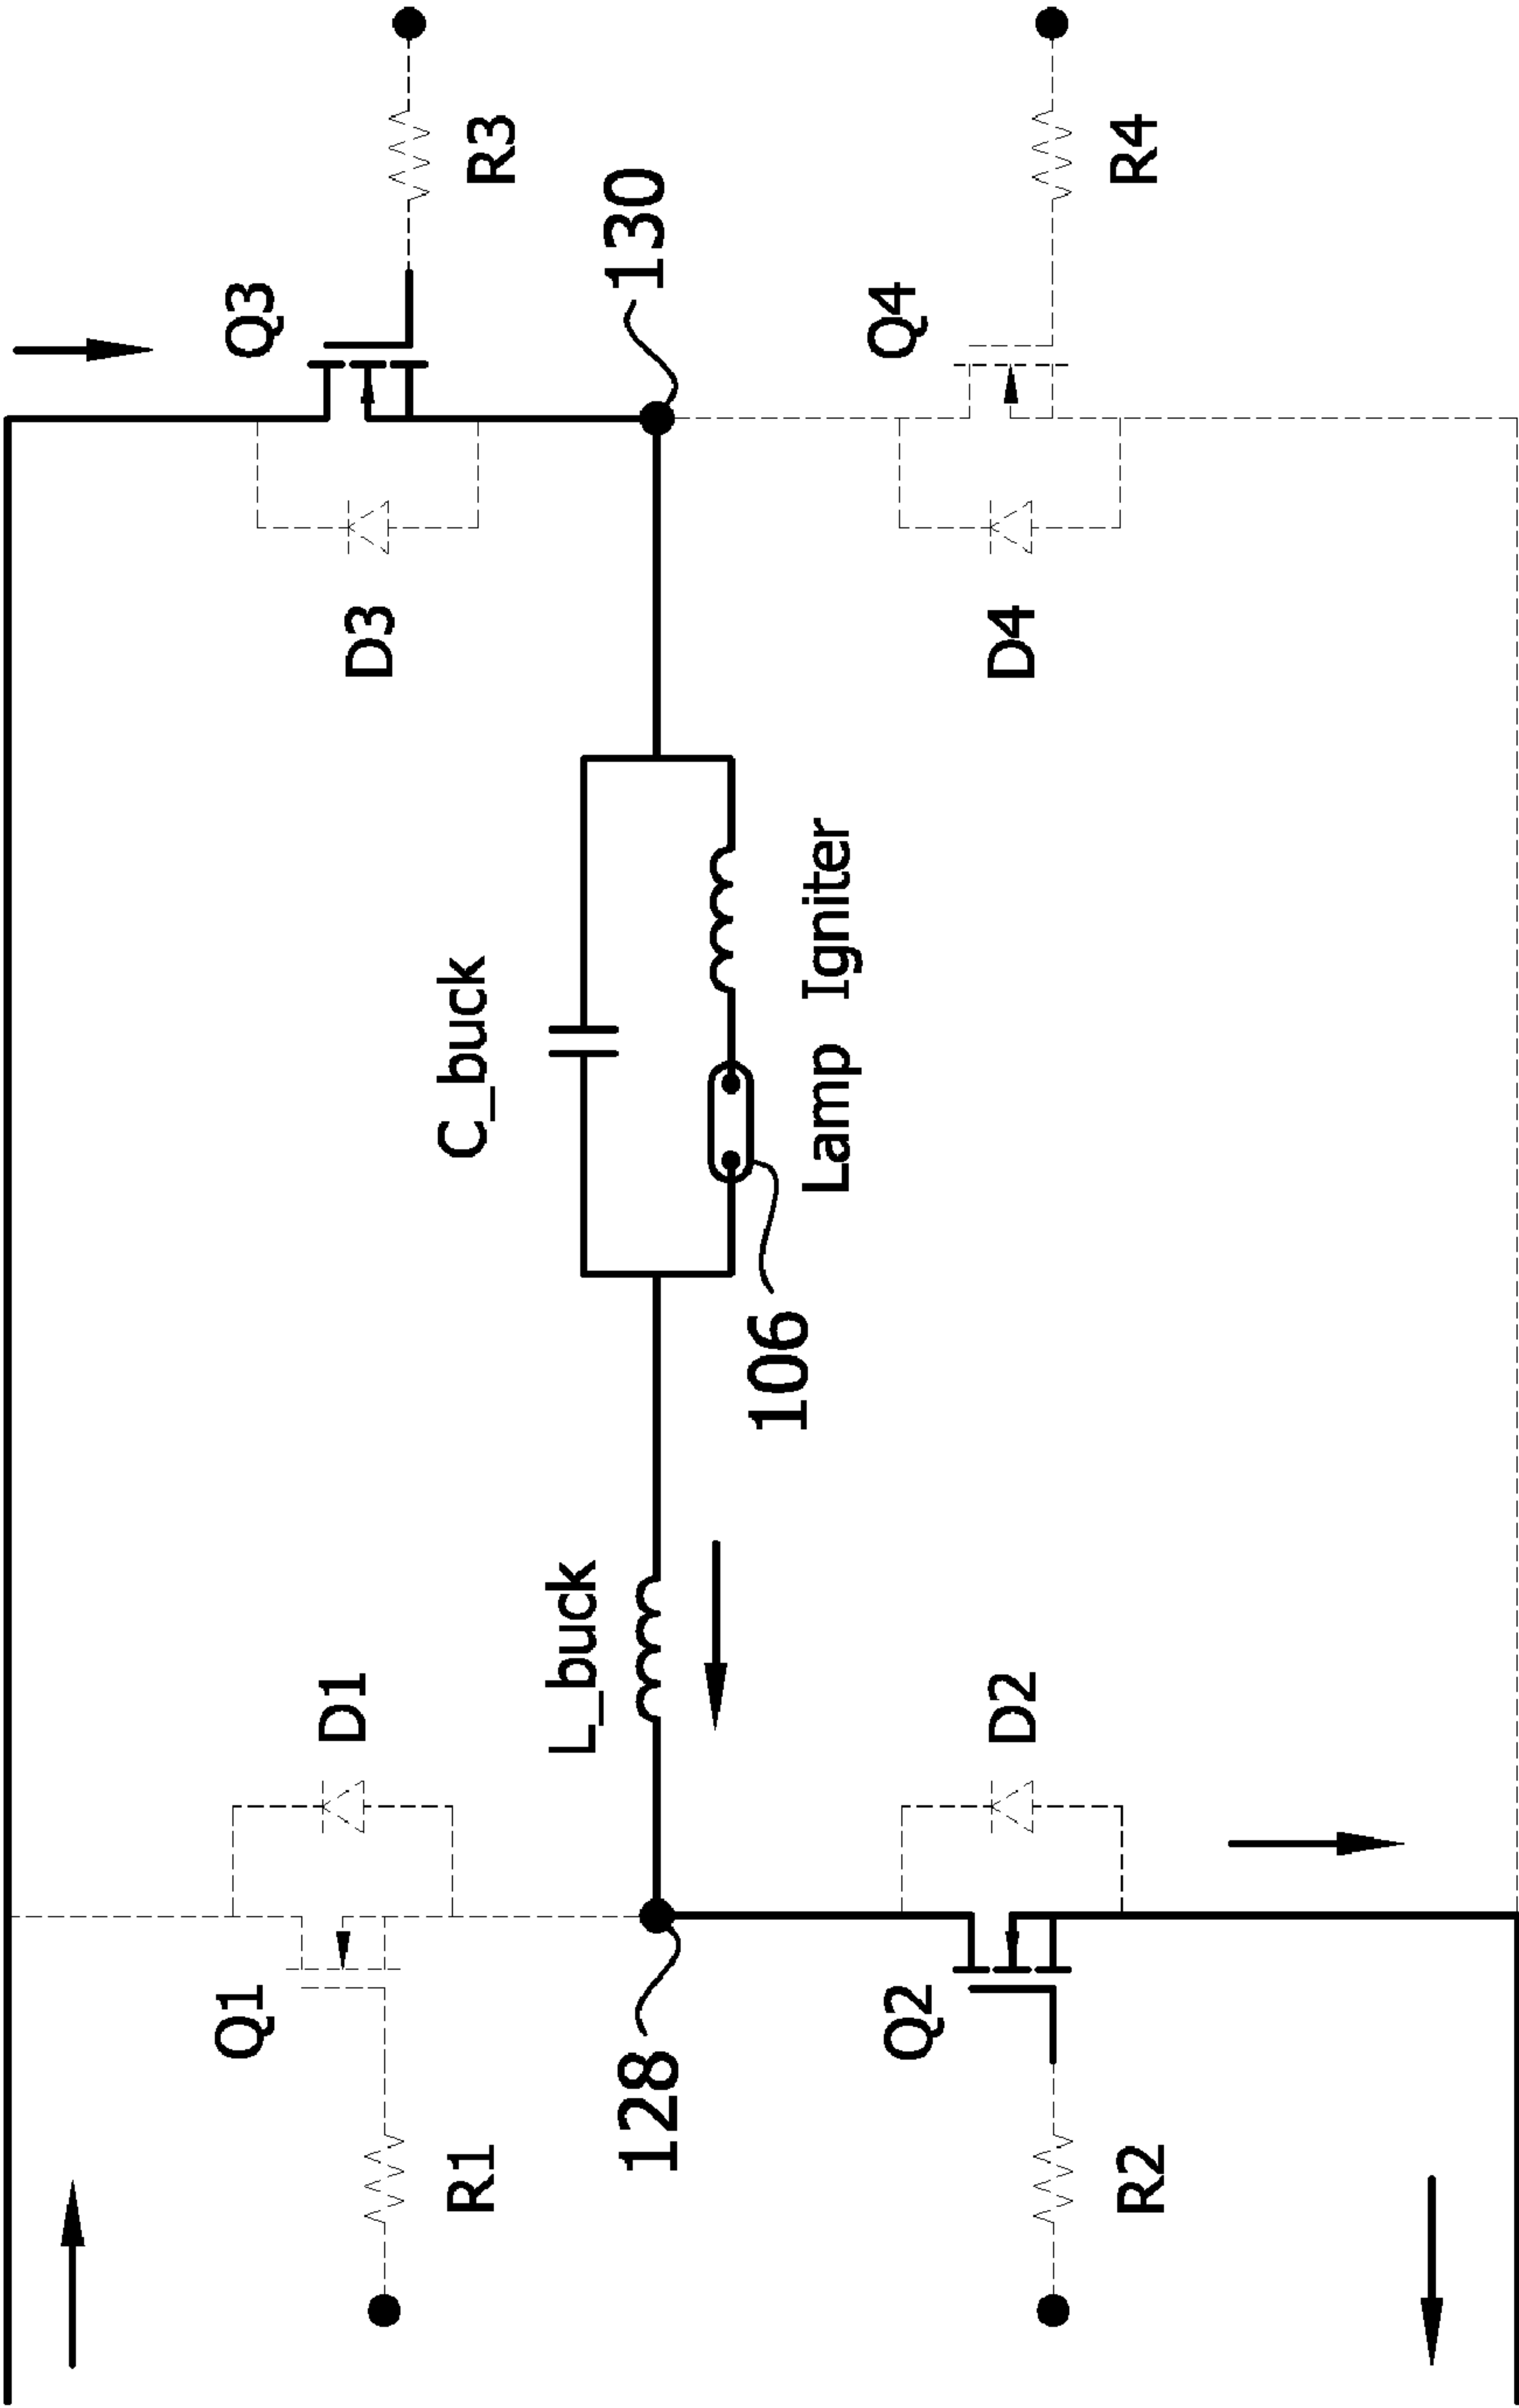 Q1
Q3
D1
D3
R1
C_buck
R3
L_buck
128
130
106
Lamp Igniter
Q2
Q4
D2
D4
R2
R4